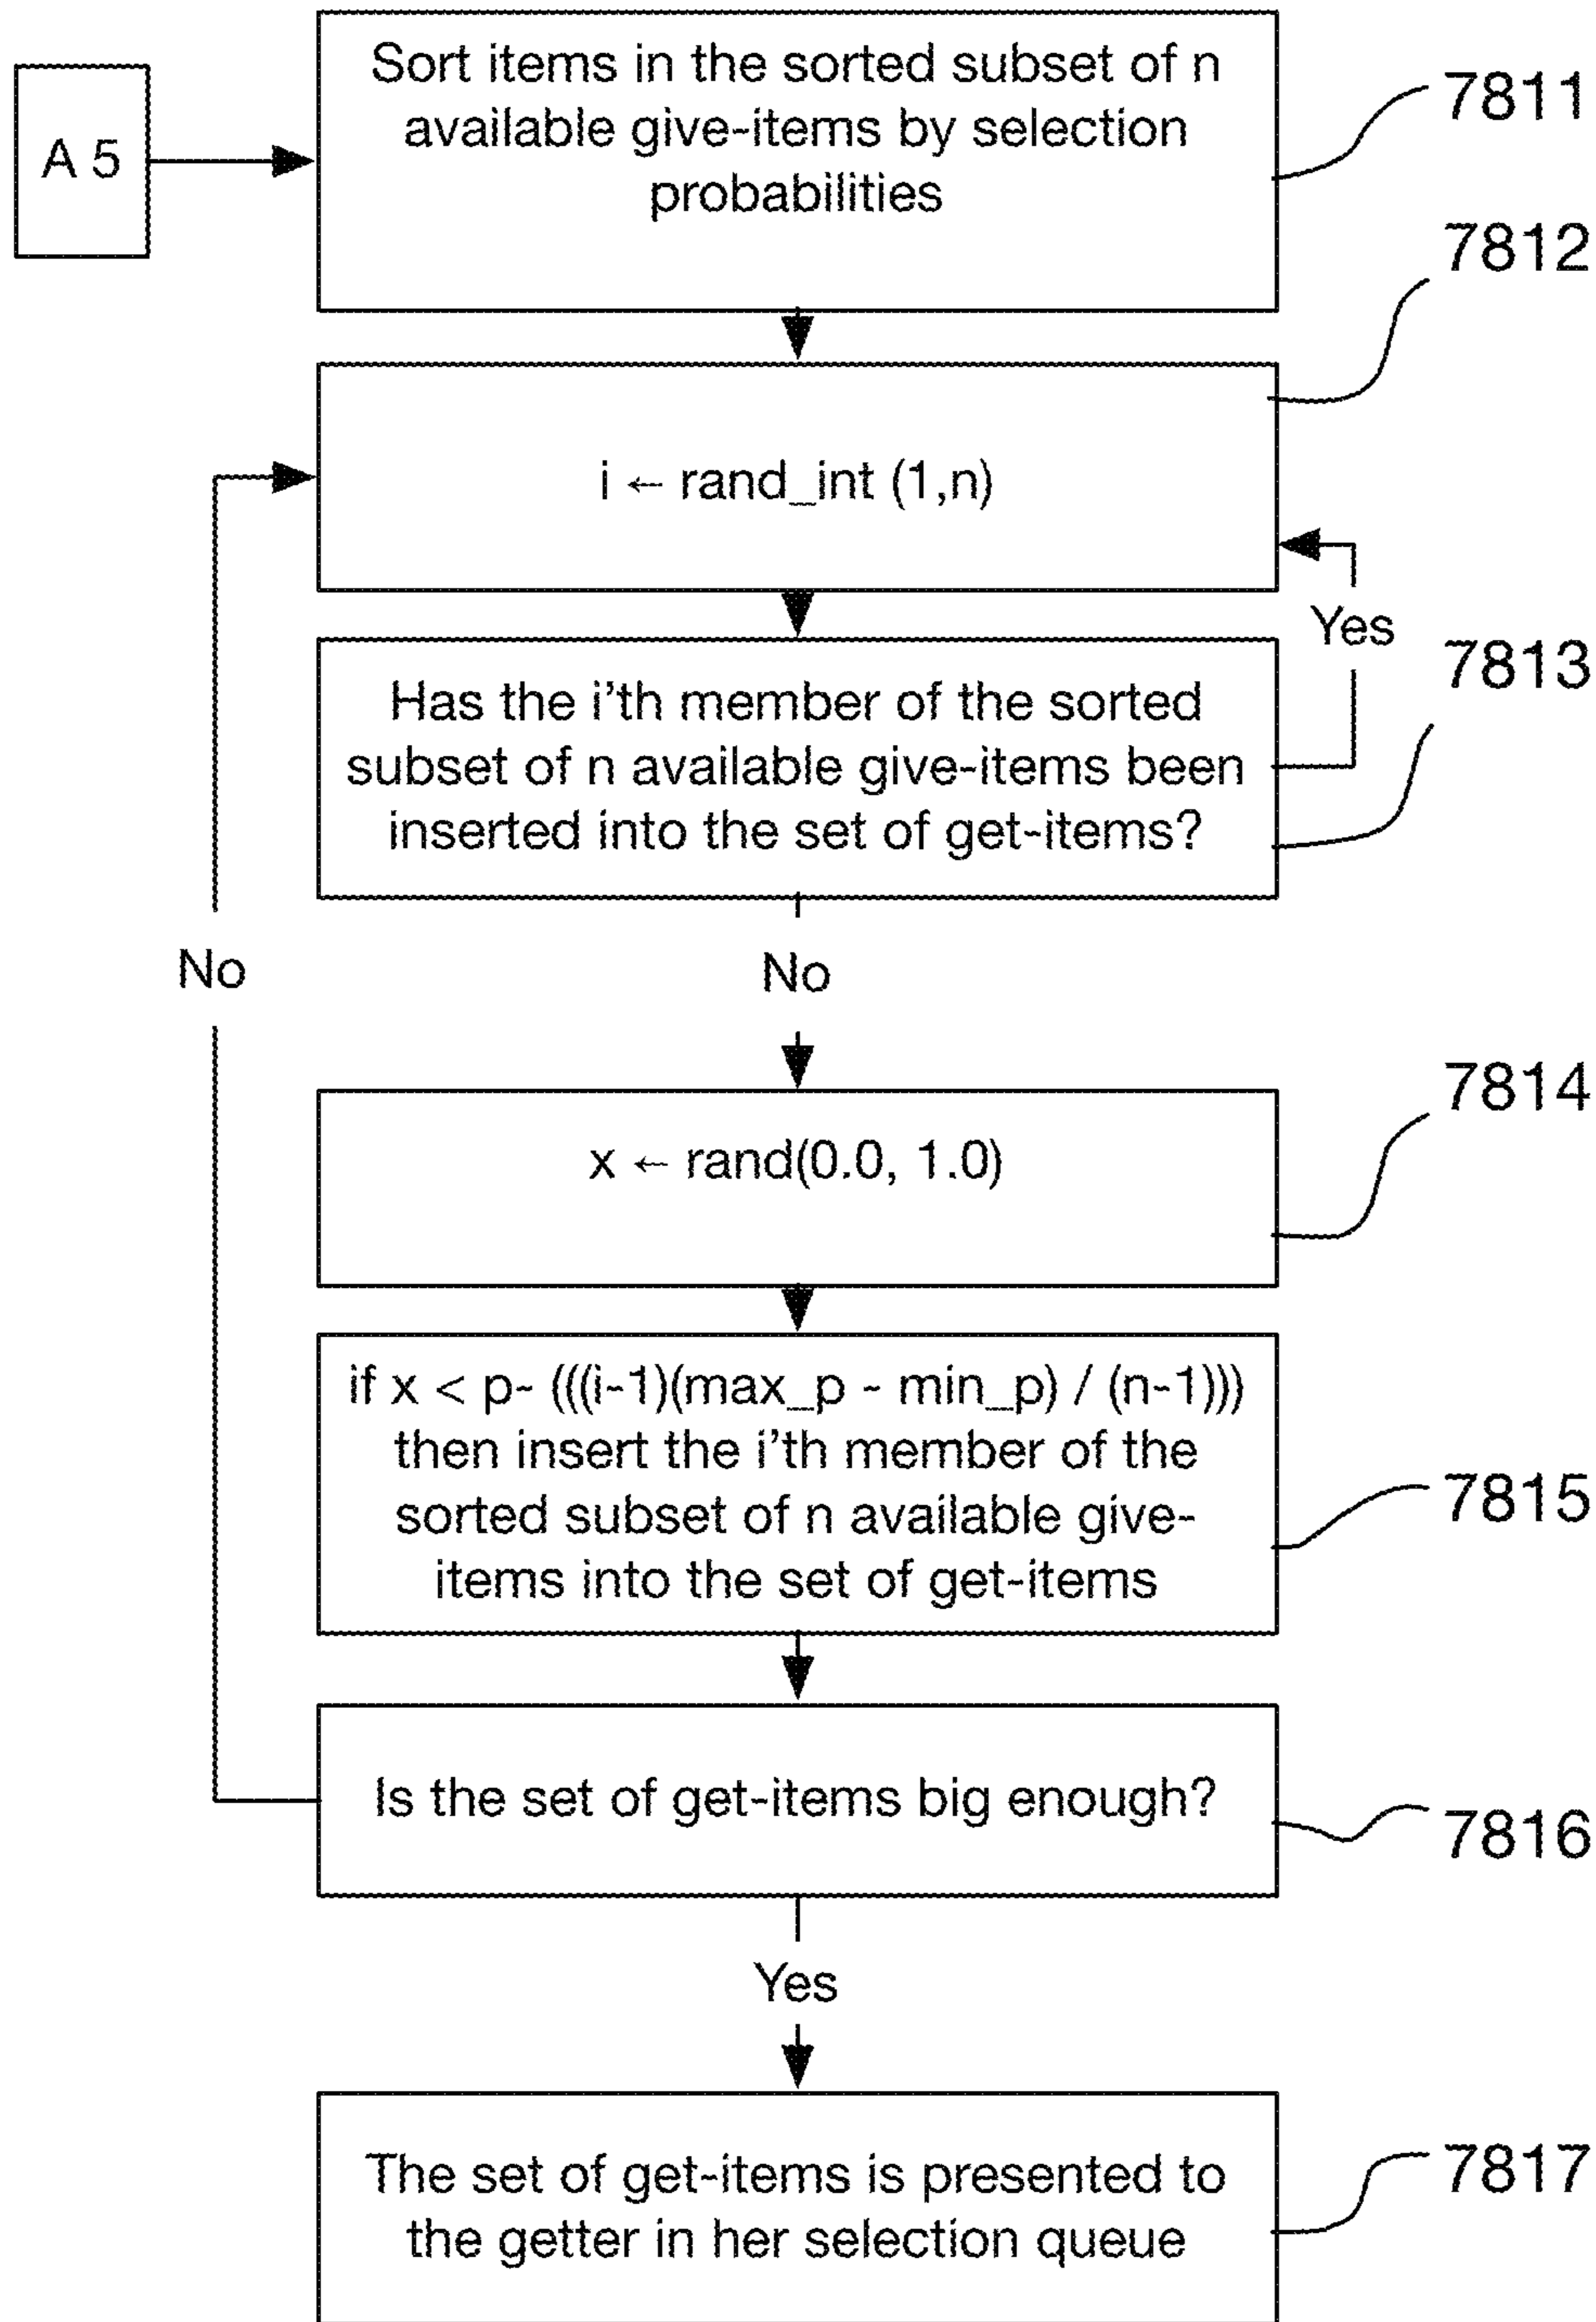 A 5
Sort items in the sorted subset of n
available give-items by selection
probabilities
7811
7812
i ← rand_int (1,n)
Yes
7813
Has the i'th member of the sorted
subset of n available give-items been
inserted into the set of get-items?
No
No
7814
x ← rand(0.0, 1.0)
if x < p- (((i-1)(max_p - min_p) / (n-1)))
then insert the i'th member of the
sorted subset of n available give-
items into the set of get-items
7815
Is the set of get-items big enough?
7816
Yes
The set of get-items is presented to
the getter in her selection queue
7817